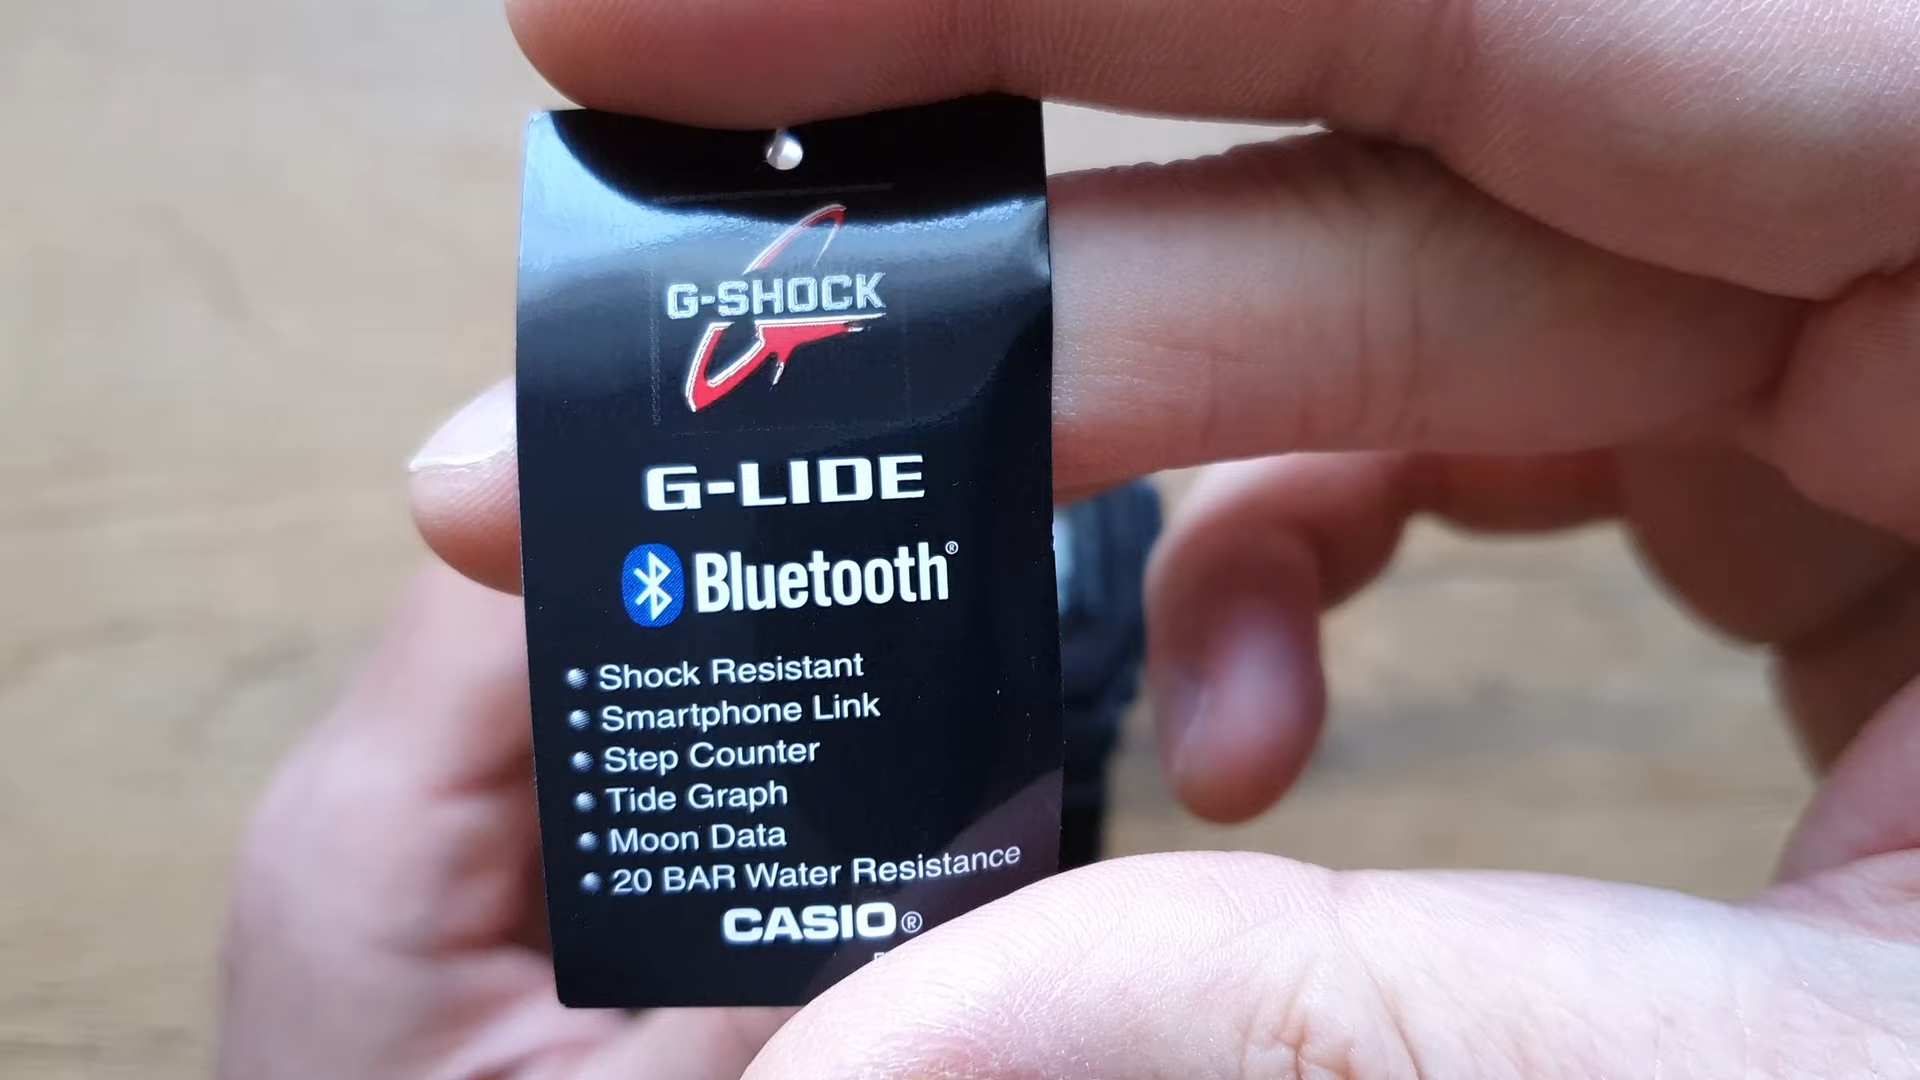 G-SHOCK
G-LIDE
Bluetooth®
• Shock Resistant
• Smartphone Link
• Step Counter
• Tide Graph
• Moon Data
• 20 BAR Water Resistance
CASIO®